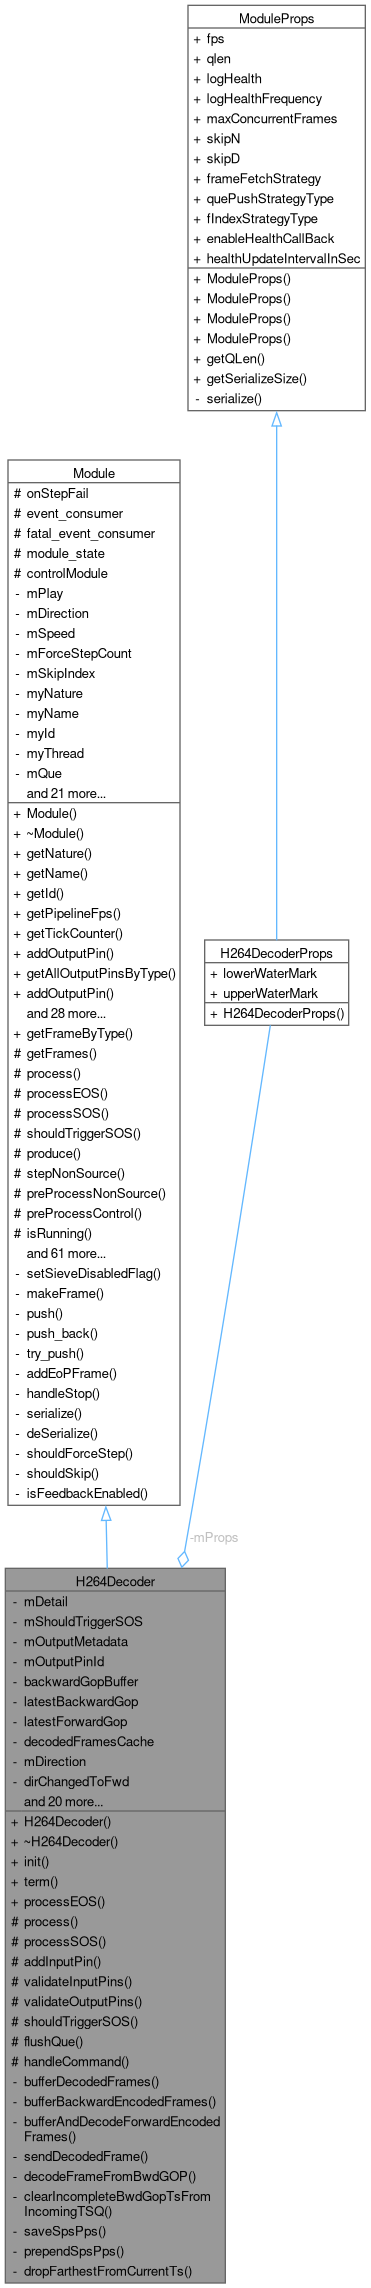 ModuleProps
+ fps
+ qlen
+ logHealth
+ logHealthFrequency
+ maxConcurrentFrames
+ skipN
+ skipD
+ frameFetchStrategy
+ quePushStrategyType
+ fIndexStrategyType
+ enableHealthCallBack
+ healthUpdateIntervalInSec
+ ModuleProps()
+ ModuleProps()
+ ModuleProps()
+ ModuleProps()
+ getQLen()
+ getSerializeSize()
- serialize()
Module
# onStepFail
# event_consumer
# fatal_event_consumer
# module_state
# controlModule
- mPlay
- mDirection
- mSpeed
- mForceStepCount
- mSkipIndex
- myNature
- myName
- myId
- myThread
- mQue
and 21 more...
+ Module()
+ ~Module()
+ getNature()
+ getName()
+ getId()
+ getPipelineFps()
+ getTickCounter()
+ addOutputPin()
+ getAllOutputPinsByType()
+ addOutputPin()
and 28 more...
+ getFrameByType()
# getFrames()
# process()
# processEOS()
# processSOS()
# shouldTriggerSOS()
# produce()
# stepNonSource()
# preProcessNonSource()
# preProcessControl()
# isRunning()
and 61 more...
- setSieveDisabledFlag()
- makeFrame()
- push()
- push_back()
- try_push()
- addEoPFrame()
- handleStop()
- serialize()
- deSerialize()
- shouldForceStep()
- shouldSkip()
- isFeedbackEnabled()
H264DecoderProps
+ lowerWaterMark
+ upperWaterMark
+ H264DecoderProps()
-mProps
H264Decoder
- mDetail
- mShouldTriggerSOS
- mOutputMetadata
- mOutputPinId
- backwardGopBuffer
- latestBackwardGop
- latestForwardGop
- decodedFramesCache
- mDirection
- dirChangedToFwd
and 20 more...
+ H264Decoder()
+ ~H264Decoder()
+ init()
+ term()
+ processEOS()
# process()
# processSOS()
# addInputPin()
# validateInputPins()
# validateOutputPins()
# shouldTriggerSOS()
# flushQue()
# handleCommand()
- bufferDecodedFrames()
- bufferBackwardEncodedFrames()
- bufferAndDecodeForwardEncoded
Frames()
- sendDecodedFrame()
- decodeFrameFromBwdGOP()
- clearIncompleteBwdGopTsFrom
IncomingTSQ()
- saveSpsPps()
- prependSpsPps()
- dropFarthestFromCurrentTs()